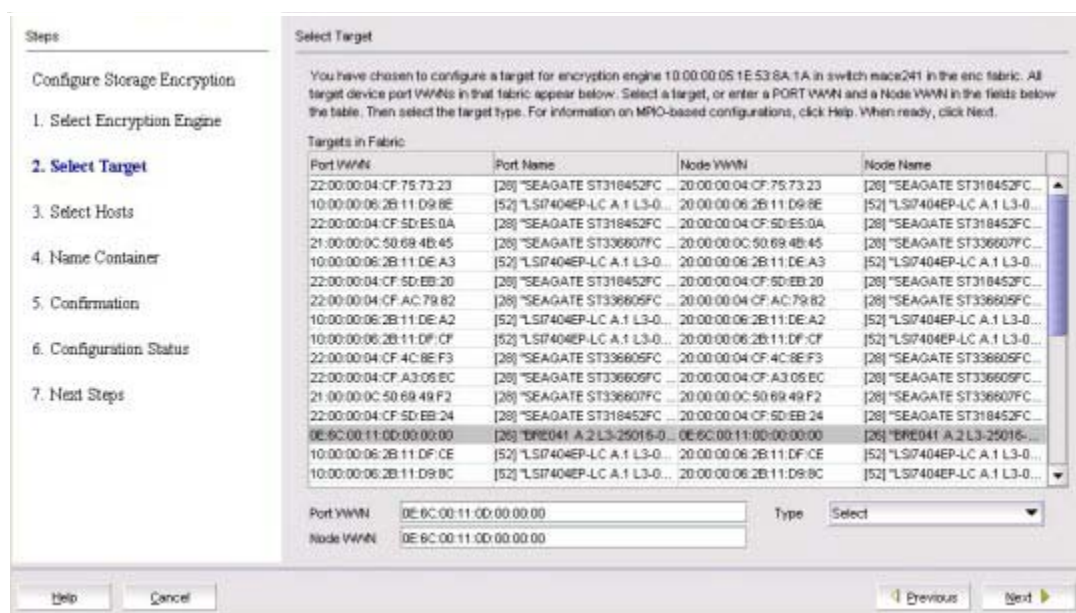 Steps
Configure Storage Encryption
1. Select Encryption Engine
2. Select Target
3. Select Hosts
4. Name Container
5. Confirmation
6. Configuration Status
7. Next Steps
Select Target
You have chosen to configure a target for encryption engine 10:00:00:05:1E:53:8A:1A in switch mace241 in the enc fabric. All
target device port WWNs in that fabric appear below. Select a target, or enter a PORT WWN and a Node WWN in the fields below
the table. Then select the target type. For information on MPIO-based configurations, click Help. When ready, click Next.
Targets in Fabric
Port WWN Port Name Node WWN Node Name
22:00:00:04:CF:75:73:23 [28] "SEAGATE ST318452FC ... 20:00:00:04:CF:75:73:23 [28] "SEAGATE ST318452FC ...
10:00:00:06:2B:11:D9:8E [52] "LSI7404EP-LC A.1 L3-0... 20:00:00:06:2B:11:D9:8E [52] "LSI7404EP-LC A.1 L3-0...
22:00:00:04:CF:5D:E5:0A [28] "SEAGATE ST318452FC ... 20:00:00:04:CF:5D:E5:0A [28] "SEAGATE ST318452FC ...
21:00:00:0C:50:69:4B:45 [28] "SEAGATE ST336607FC ... 20:00:00:0C:50:69:4B:45 [28] "SEAGATE ST336607FC ...
10:00:00:06:2B:11:DE:A3 [52] "LSI7404EP-LC A.1 L3-0... 20:00:00:06:2B:11:DE:A3 [52] "LSI7404EP-LC A.1 L3-0...
22:00:00:04:CF:5D:EB:20 [28] "SEAGATE ST318452FC ... 20:00:00:04:CF:5D:EB:20 [28] "SEAGATE ST318452FC ...
22:00:00:04:CF:AC:79:82 [28] "SEAGATE ST336605FC ... 20:00:00:04:CF:AC:79:82 [28] "SEAGATE ST336605FC ...
10:00:00:06:2B:11:DE:A2 [52] "LSI7404EP-LC A.1 L3-0... 20:00:00:06:2B:11:DE:A2 [52] "LSI7404EP-LC A.1 L3-0...
10:00:00:06:2B:11:DF:CF [52] "LSI7404EP-LC A.1 L3-0... 20:00:00:06:2B:11:DF:CF [52] "LSI7404EP-LC A.1 L3-0...
22:00:00:04:CF:4C:8E:F3 [28] "SEAGATE ST336605FC ... 20:00:00:04:CF:4C:8E:F3 [28] "SEAGATE ST336605FC ...
22:00:00:04:CF:A3:05:EC [28] "SEAGATE ST336605FC ... 20:00:00:04:CF:A3:05:EC [28] "SEAGATE ST336605FC ...
21:00:00:0C:50:69:49:F2 [28] "SEAGATE ST336607FC ... 20:00:00:0C:50:69:49:F2 [28] "SEAGATE ST336607FC ...
22:00:00:04:CF:5D:EB:24 [28] "SEAGATE ST318452FC ... 20:00:00:04:CF:5D:EB:24 [28] "SEAGATE ST318452FC ...
0E:6C:00:11:0D:00:00:00 [26] "BRE041 A.2 L3-25016-0... 0E:6C:00:11:0D:00:00:00 [26] "BRE041 A.2 L3-25016-...
10:00:00:06:2B:11:DF:CE [52] "LSI7404EP-LC A.1 L3-0... 20:00:00:06:2B:11:DF:CE [52] "LSI7404EP-LC A.1 L3-0...
10:00:00:06:2B:11:D9:8C [52] "LSI7404EP-LC A.1 L3-0... 20:00:00:06:2B:11:D9:8C [52] "LSI7404EP-LC A.1 L3-0...
Port WWN 0E:6C:00:11:0D:00:00:00 Type Select
Node WWN 0E:6C:00:11:0D:00:00:00
Help Cancel Previous Next